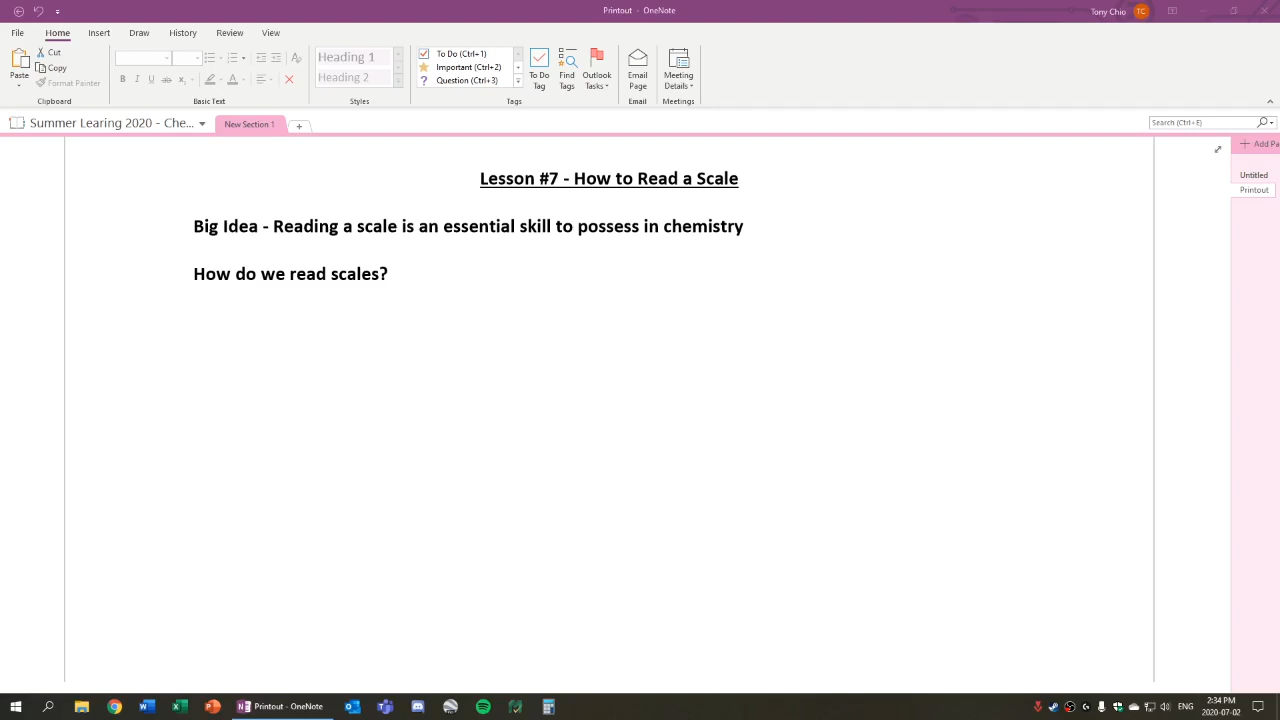 Printout - OneNote
Tony Chio TC
File Home Insert Draw History Review View
Paste
Cut
Copy
Format Painter
Clipboard
B I U ab x₂ A
Basic Text
Heading 1
Heading 2
Styles
To Do (Ctrl+1)
Important (Ctrl+2)
Question (Ctrl+3)
To Do Tag
Find Tags
Outlook Tasks
Tags
Email Page
Email
Meeting Details
Meetings
Summer Learing 2020 - Che...
New Section 1
+
Search (Ctrl+E)
Add Pa
Untitled
Printout
Lesson #7 - How to Read a Scale
Big Idea - Reading a scale is an essential skill to possess in chemistry
How do we read scales?
Printout - OneNote
ENG
2:34 PM
2020-07-02